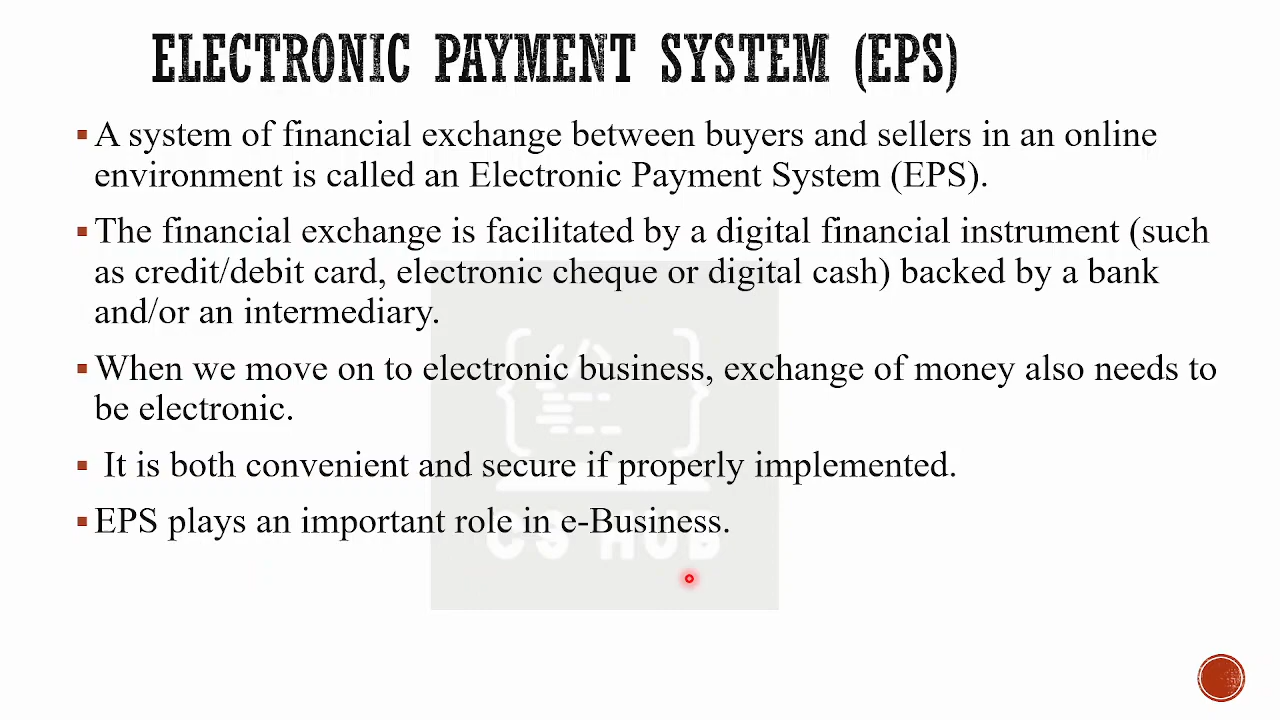 ELECTRONIC PAYMENT SYSTEM (EPS)
▪ A system of financial exchange between buyers and sellers in an online
environment is called an Electronic Payment System (EPS).
▪ The financial exchange is facilitated by a digital financial instrument (such
as credit/debit card, electronic cheque or digital cash) backed by a bank
and/or an intermediary.
▪ When we move on to electronic business, exchange of money also needs to
be electronic.
▪ It is both convenient and secure if properly implemented.
▪ EPS plays an important role in e-Business.
CS HUB